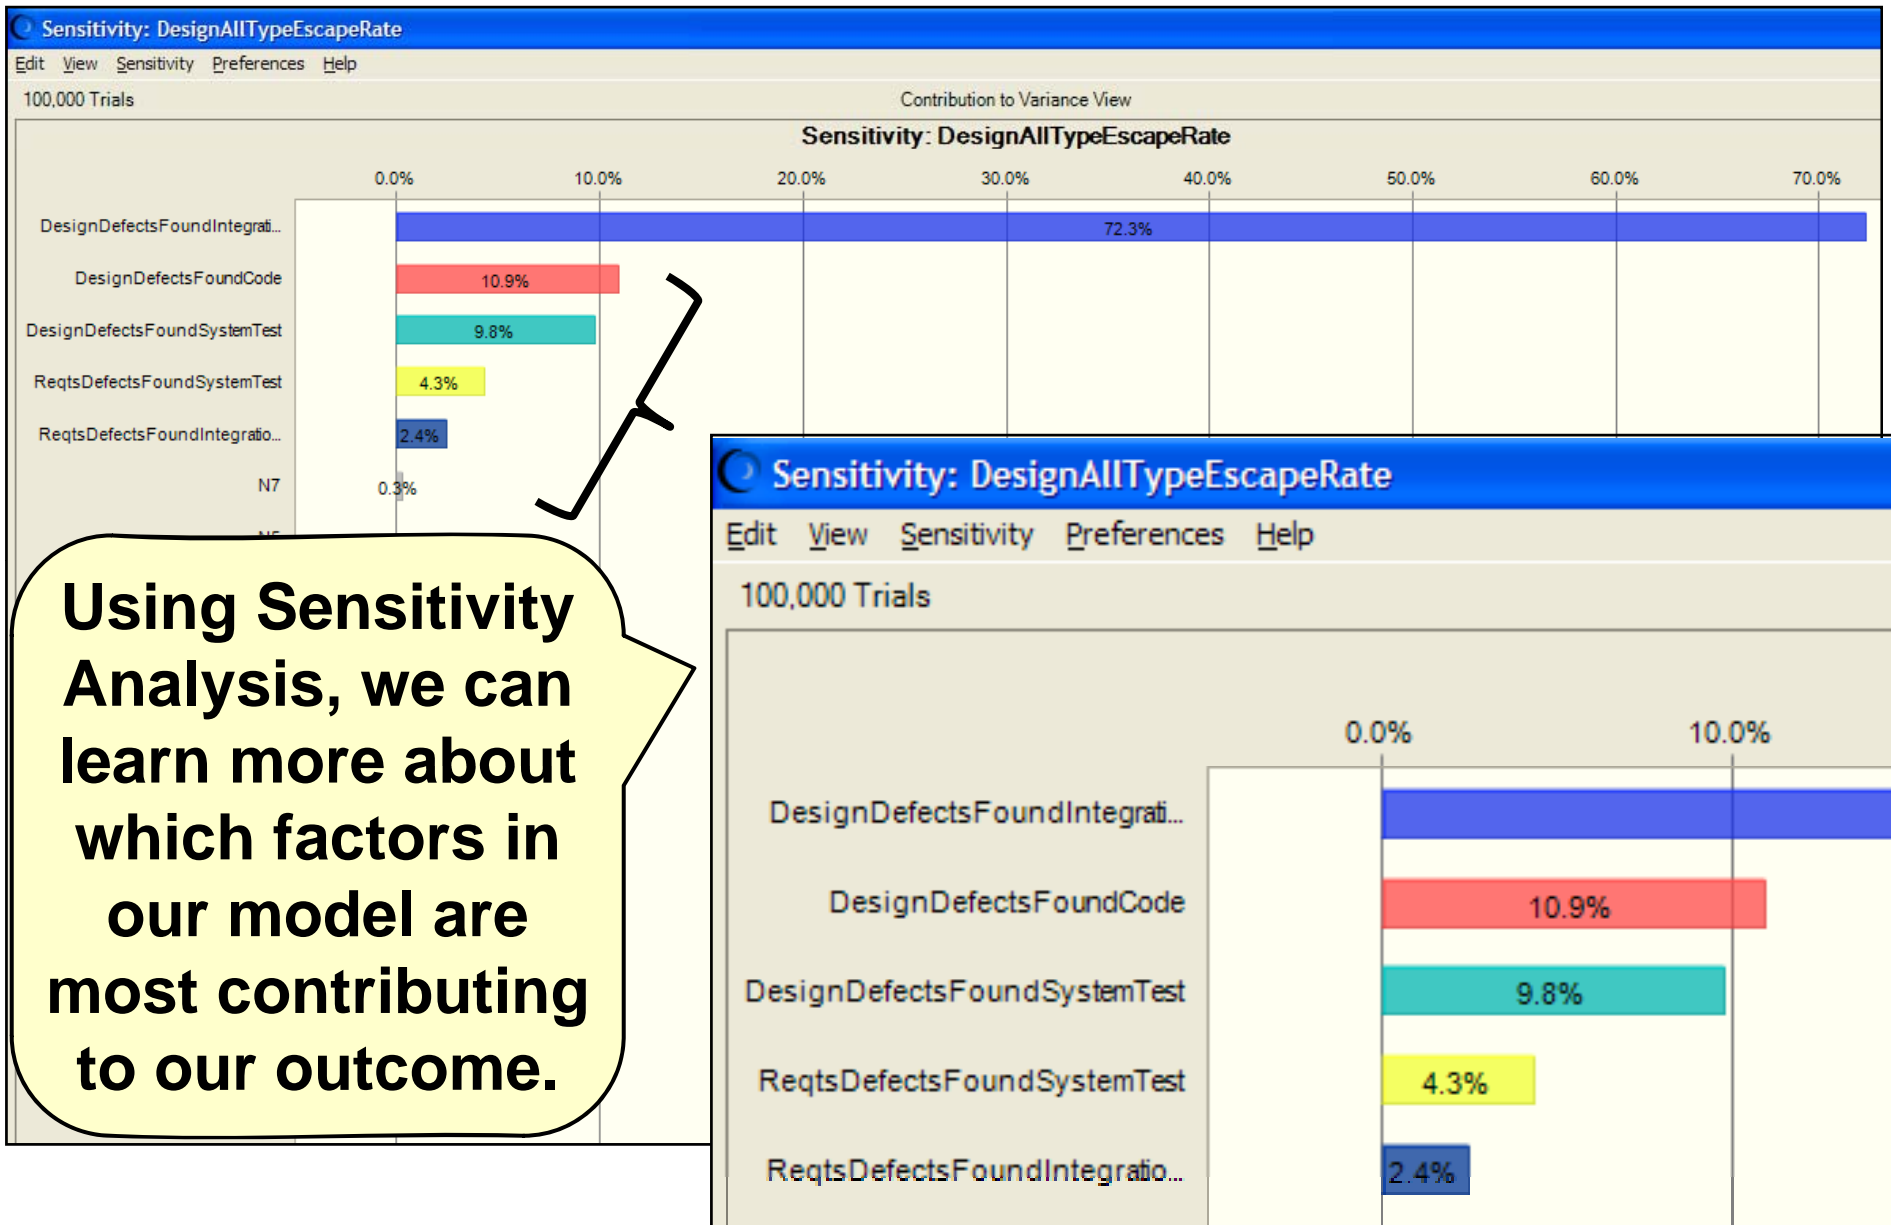 Sensitivity: DesignAllTypeEscapeRate
Edit View Sensitivity Preferences Help
100,000 Trials Contribution to Variance View
Sensitivity: DesignAllTypeEscapeRate
0.0% 10.0% 20.0% 30.0% 40.0% 50.0% 60.0% 70.0%
DesignDefectsFoundIntegrati... 72.3%
DesignDefectsFoundCode 10.9%
DesignDefectsFoundSystemTest 9.8%
ReqtsDefectsFoundSystemTest 4.3%
ReqtsDefectsFoundIntegratio... 2.4%
N7 0.3%
Using Sensitivity
Analysis, we can
learn more about
which factors in
our model are
most contributing
to our outcome.
Sensitivity: DesignAllTypeEscapeRate
Edit View Sensitivity Preferences Help
100,000 Trials
0.0% 10.0%
DesignDefectsFoundIntegrati...
DesignDefectsFoundCode 10.9%
DesignDefectsFoundSystemTest 9.8%
ReqtsDefectsFoundSystemTest 4.3%
ReqtsDefectsFoundIntegratio... 2.4%